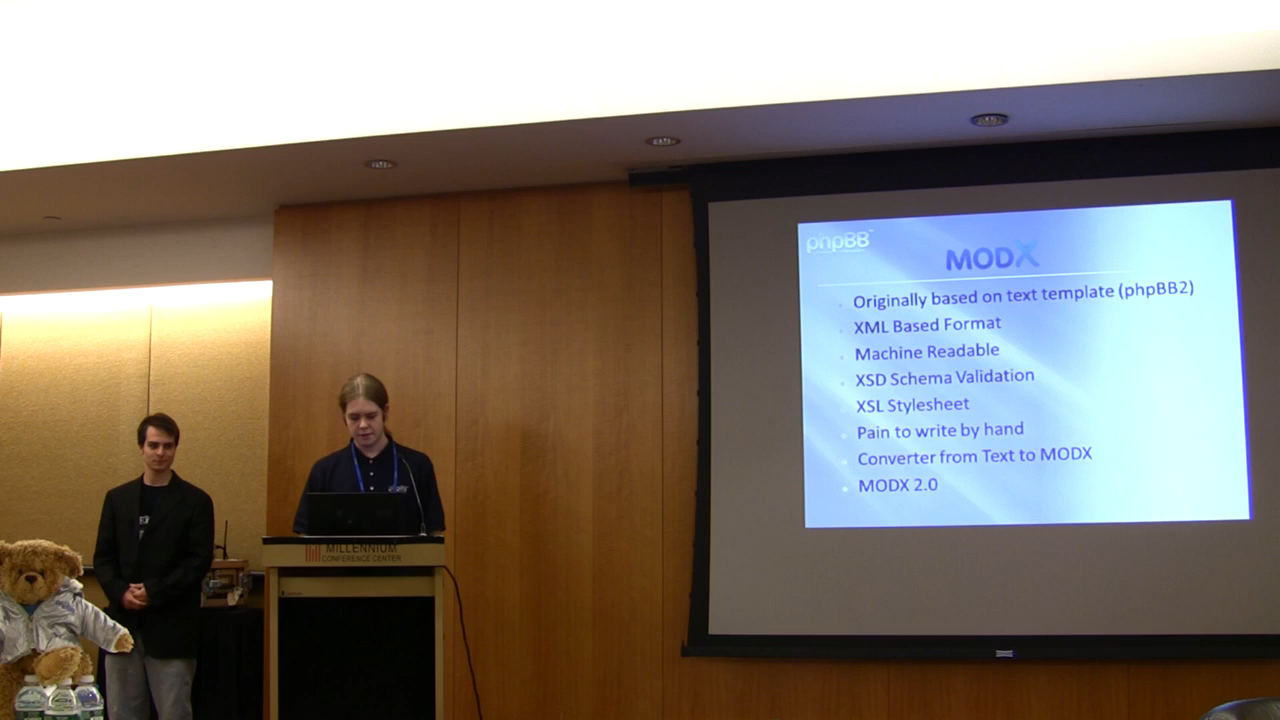 phpBB
MODX
Originally based on text template (phpBB2)
XML Based Format
Machine Readable
XSD Schema Validation
XSL Stylesheet
Pain to write by hand
Converter from Text to MODX
MODX 2.0
MILLENNIUM
CONFERENCE CENTER